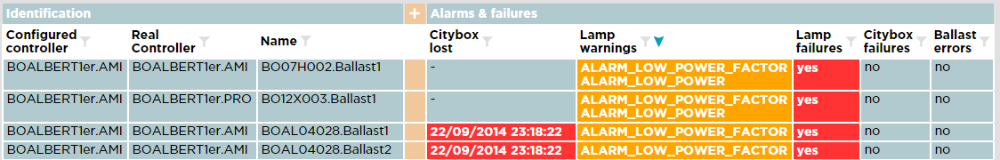 Identification + Alarms & failures
Configured controller Real Controller Name Citybox lost Lamp warnings Lamp failures Citybox failures Ballast errors
BOALBERT1er.AMI BOALBERT1er.AMI BO07H002.Ballast1 - ALARM_LOW_POWER_FACTOR yes no no
ALARM_LOW_POWER
BOALBERT1er.AMI BOALBERT1er.PRO BO12X003.Ballast1 - ALARM_LOW_POWER_FACTOR yes no no
ALARM_LOW_POWER
BOALBERT1er.AMI BOALBERT1er.AMI BOAL04028.Ballast1 22/09/2014 23:18:22 ALARM_LOW_POWER_FACTOR yes no no
BOALBERT1er.AMI BOALBERT1er.AMI BOAL04028.Ballast2 22/09/2014 23:18:22 ALARM_LOW_POWER_FACTOR yes no no